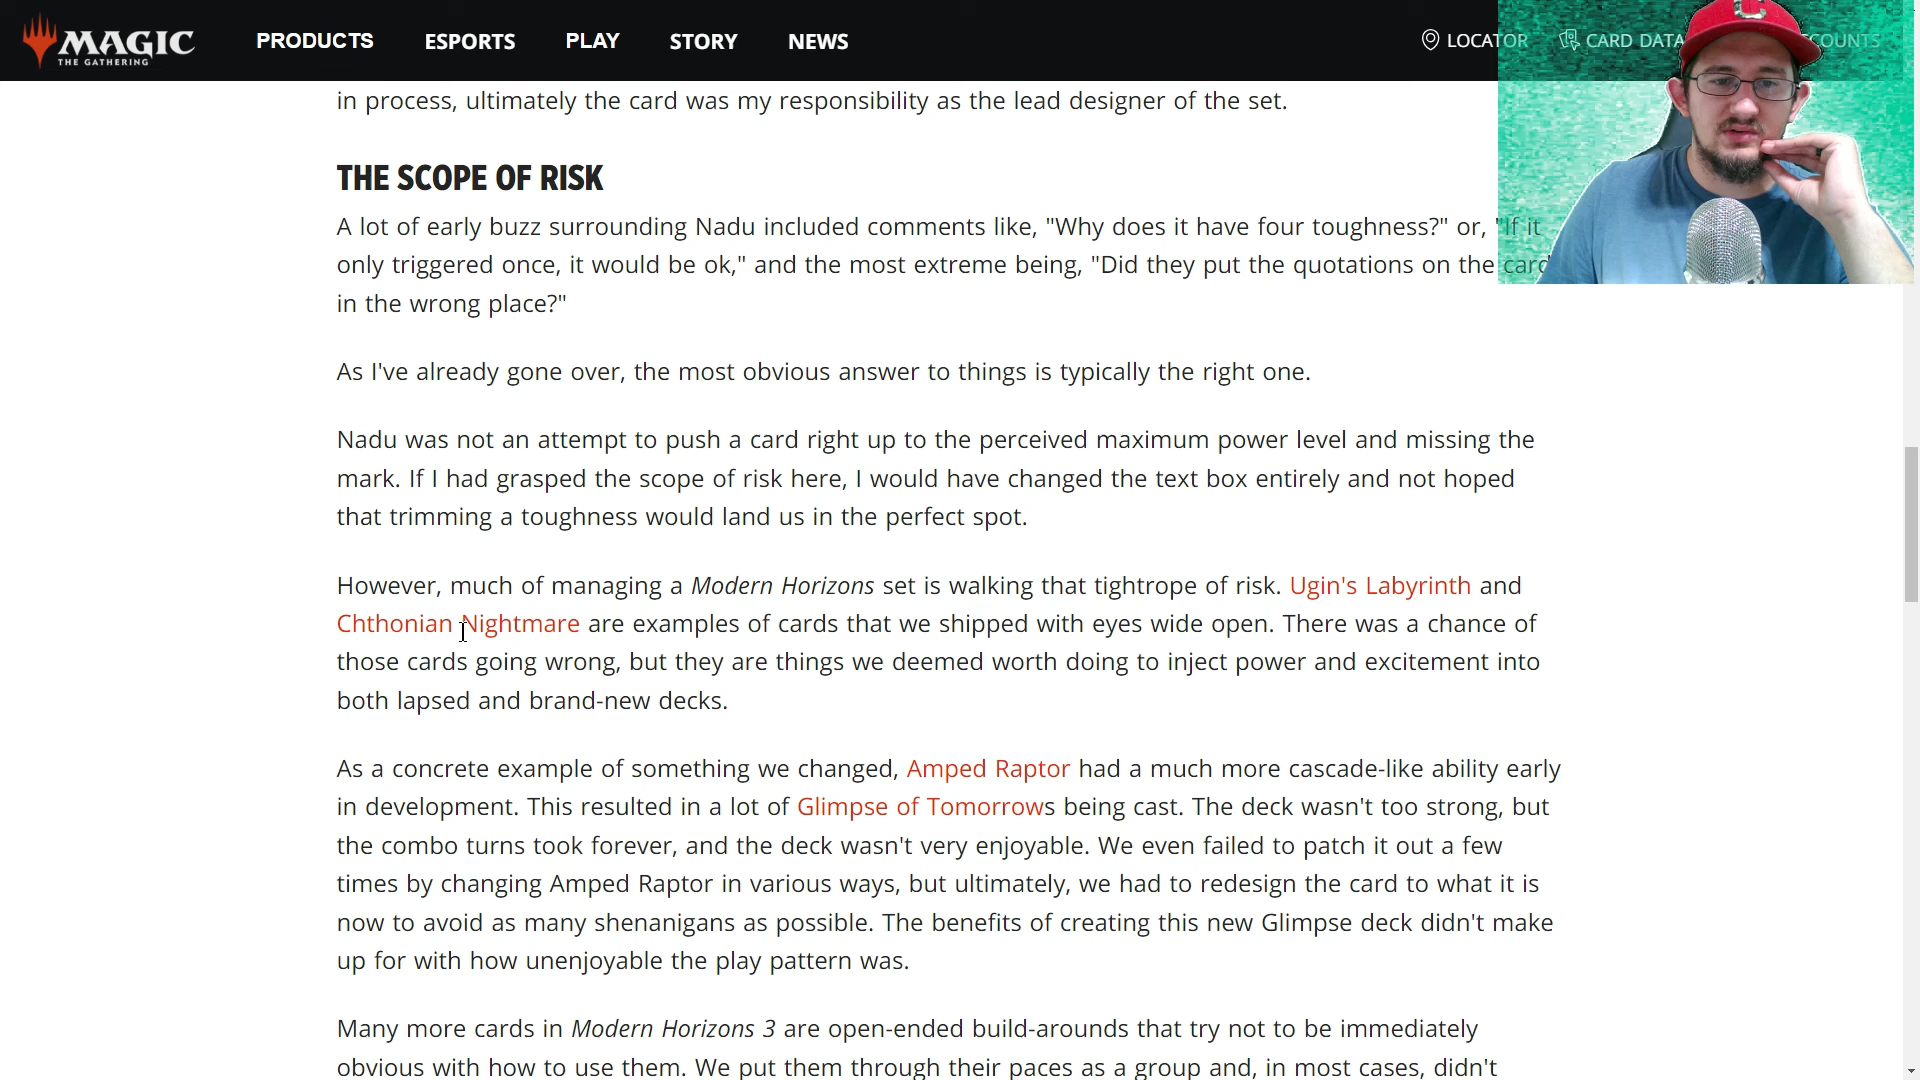 MAGIC
THE GATHERING
PRODUCTS
ESPORTS
PLAY
STORY
NEWS
LOCATOR
CARD DATA
COUNTS
in process, ultimately the card was my responsibility as the lead designer of the set.
THE SCOPE OF RISK
A lot of early buzz surrounding Nadu included comments like, "Why does it have four toughness?" or, "If it
only triggered once, it would be ok," and the most extreme being, "Did they put the quotations on the card
in the wrong place?"
As I've already gone over, the most obvious answer to things is typically the right one.
Nadu was not an attempt to push a card right up to the perceived maximum power level and missing the
mark. If I had grasped the scope of risk here, I would have changed the text box entirely and not hoped
that trimming a toughness would land us in the perfect spot.
However, much of managing a Modern Horizons set is walking that tightrope of risk. Ugin's Labyrinth and
Chthonian Nightmare are examples of cards that we shipped with eyes wide open. There was a chance of
those cards going wrong, but they are things we deemed worth doing to inject power and excitement into
both lapsed and brand-new decks.
As a concrete example of something we changed, Amped Raptor had a much more cascade-like ability early
in development. This resulted in a lot of Glimpse of Tomorrows being cast. The deck wasn't too strong, but
the combo turns took forever, and the deck wasn't very enjoyable. We even failed to patch it out a few
times by changing Amped Raptor in various ways, but ultimately, we had to redesign the card to what it is
now to avoid as many shenanigans as possible. The benefits of creating this new Glimpse deck didn't make
up for with how unenjoyable the play pattern was.
Many more cards in Modern Horizons 3 are open-ended build-arounds that try not to be immediately
obvious with how to use them. We put them through their paces as a group and, in most cases, didn't